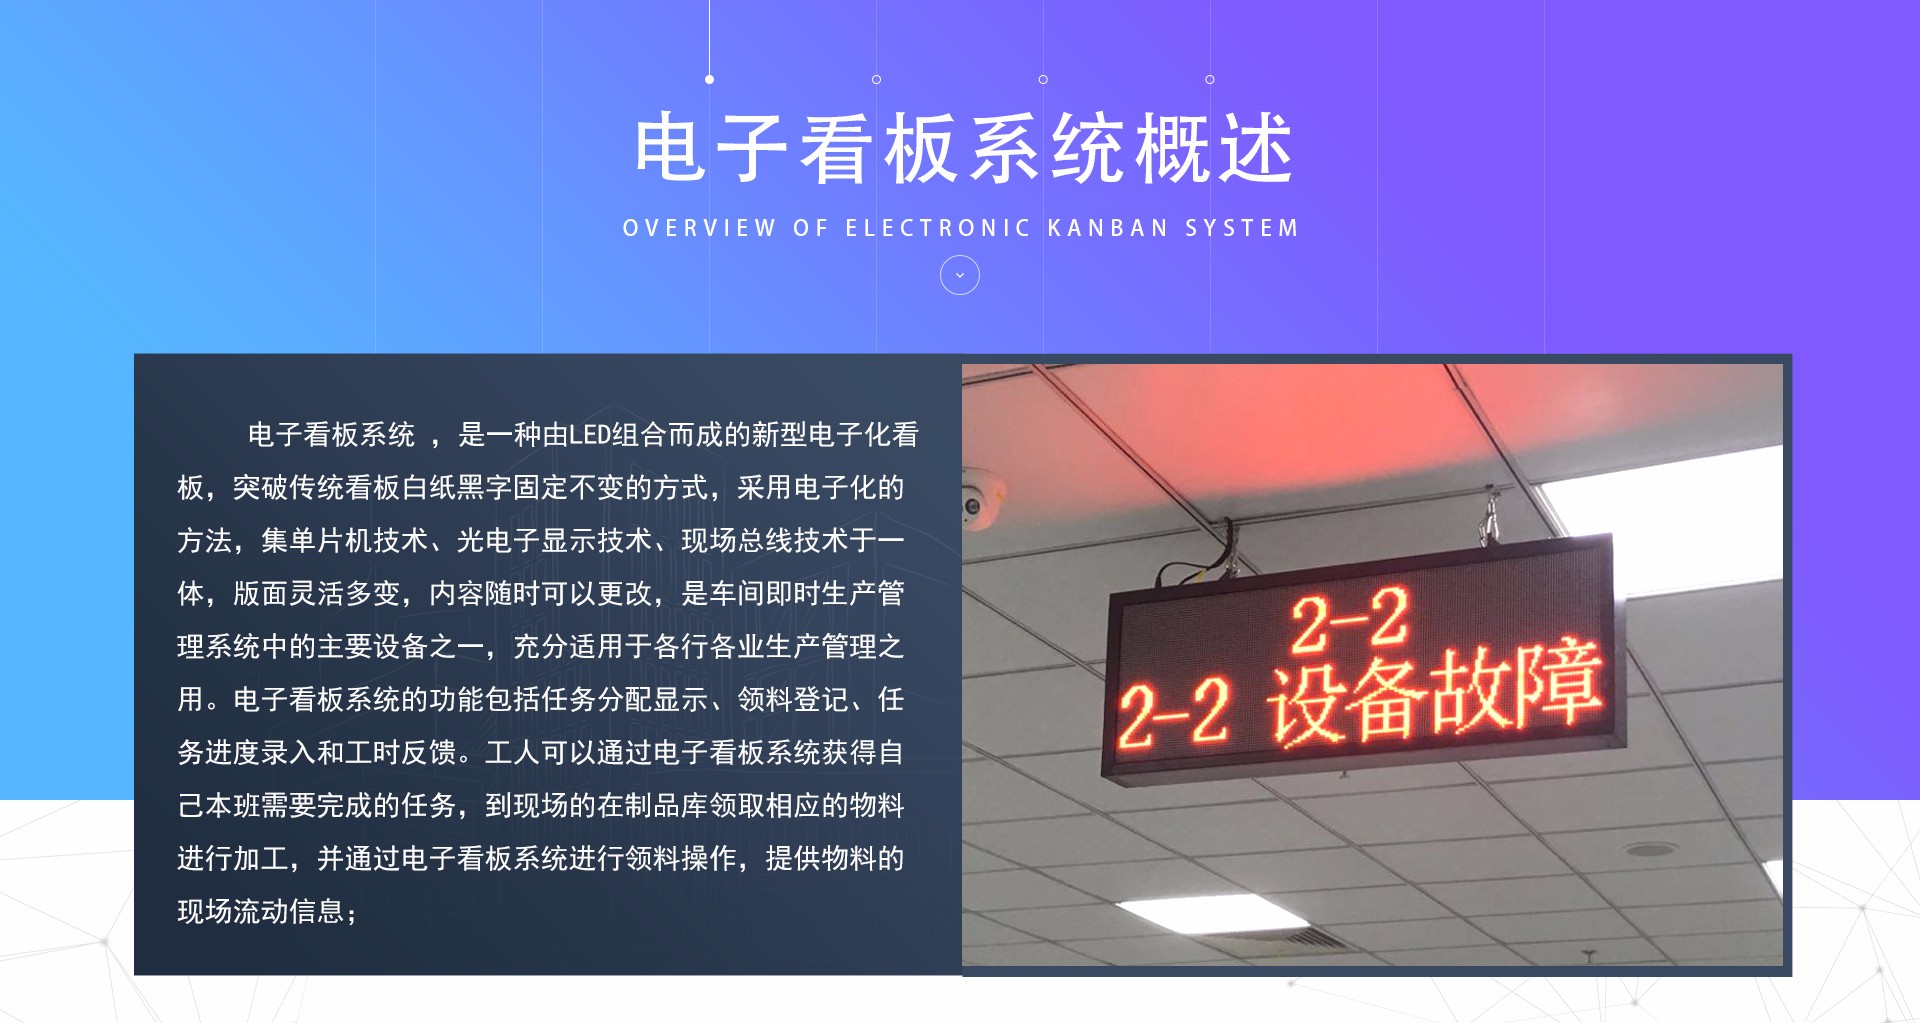 电子看板系统概述
OVERVIEW OF ELECTRONIC KANBAN SYSTEM
电子看板系统 ，是一种由LED组合而成的新型电子化看
板，突破传统看板白纸黑字固定不变的方式，采用电子化的
方法，集单片机技术、光电子显示技术、现场总线技术于一
体，版面灵活多变，内容随时可以更改，是车间即时生产管
理系统中的主要设备之一，充分适用于各行各业生产管理之
用。电子看板系统的功能包括任务分配显示、领料登记、任
务进度录入和工时反馈。工人可以通过电子看板系统获得自
己本班需要完成的任务，到现场的在制品库领取相应的物料
进行加工，并通过电子看板系统进行领料操作，提供物料的
现场流动信息；
2-2
2-2 设备故障